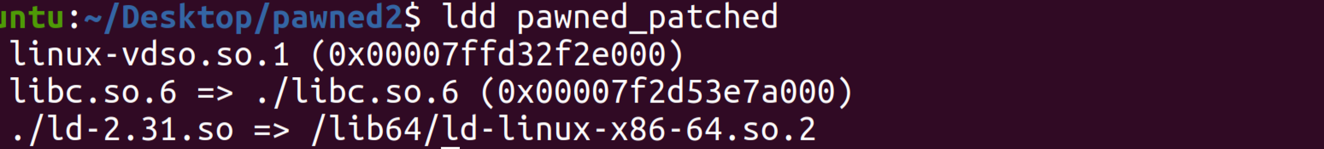 untu:~/Desktop/pawned2$ ldd pawned_patched
linux-vdso.so.1 (0x00007ffd32f2e000)
libc.so.6 => ./libc.so.6 (0x00007f2d53e7a000)
./ld-2.31.so => /lib64/ld-linux-x86-64.so.2